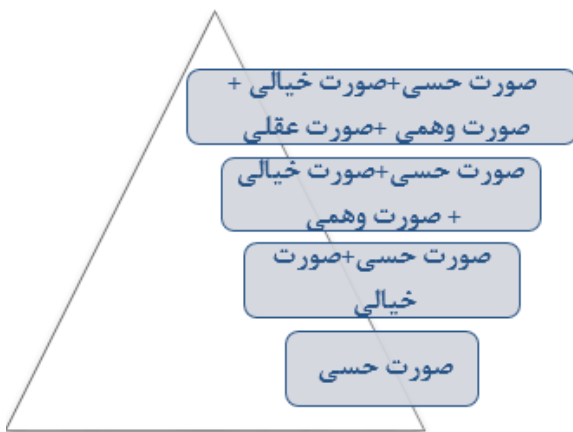 صورت حسی+صورت خیالی +
صورت وهمی +صورت عقلی
صورت حسی+صورت خیالی
+ صورت وهمی
صورت حسی+صورت
خیالی
صورت حسی